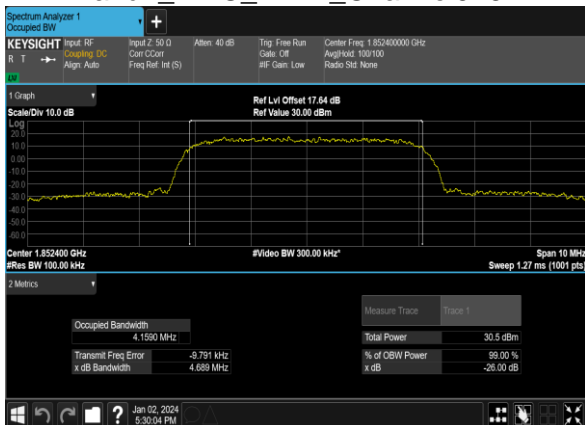 Spectrum Analyzer 1
Occupied BW
KEYSIGHT
R T
Input: RF
Coupling: DC
Align: Auto
Input Z: 50 Ω
Corr CCorr
Freq Ref: Int (S)
Atten: 40 dB
Trig: Free Run
Gate: Off
#IF Gain: Low
Center Freq: 1.852400000 GHz
Avg|Hold: 100/100
Radio Std: None
1 Graph
Scale/Div 10.0 dB
Ref Lvl Offset 17.64 dB
Ref Value 30.00 dBm
Log
20.0
10.0
0.00
-10.0
-20.0
-30.0
-40.0
-50.0
-60.0
Center 1.852400 GHz
#Res BW 100.00 kHz
#Video BW 300.00 kHz*
Span 10 MHz
Sweep 1.27 ms (1001 pts)
2 Metrics
Measure Trace Trace 1
Occupied Bandwidth
4.1590 MHz
Total Power 30.5 dBm
Transmit Freq Error -9.791 kHz
% of OBW Power 99.00 %
x dB Bandwidth 4.689 MHz
x dB -26.00 dB
?
Jan 02, 2024
5:30:04 PM